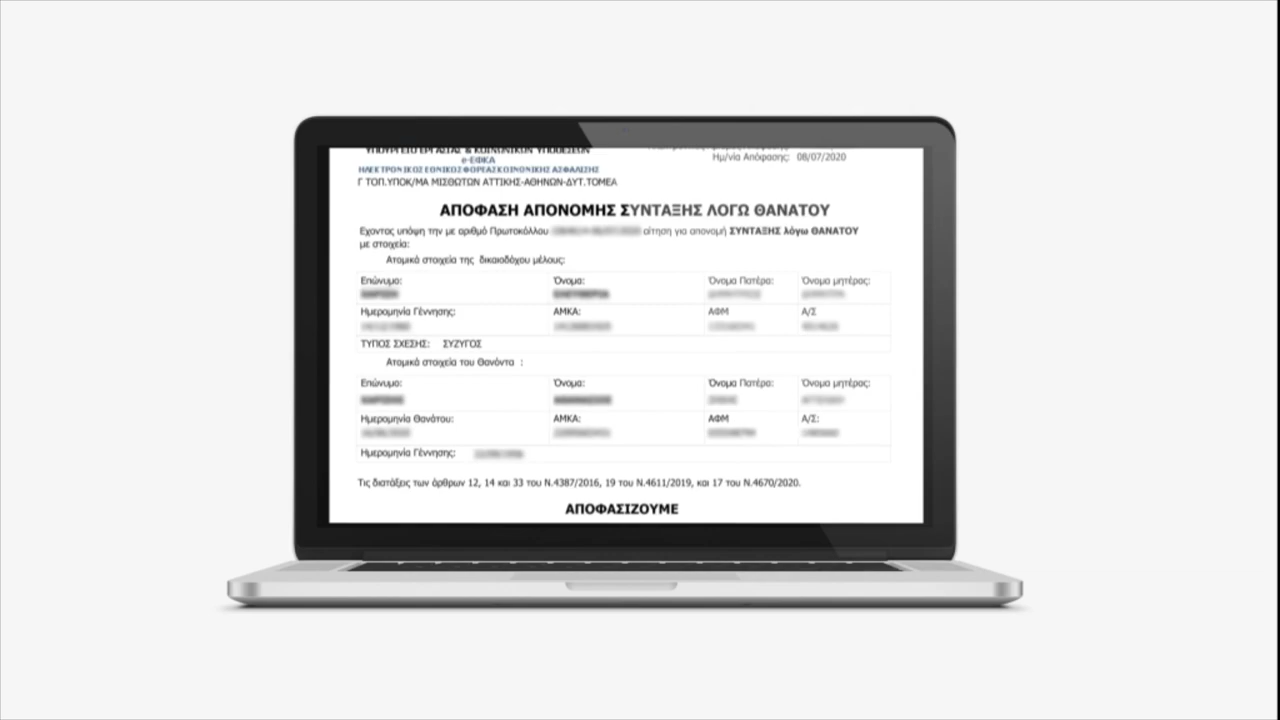 ΥΠΟΥΡΓΕΙΟ ΕΡΓΑΣΙΑΣ & ΚΟΙΝΩΝΙΚΩΝ ΥΠΟΘΕΣΕΩΝ
e-ΕΦΚΑ
Ημ/νία Απόφασης: 08/07/2020
ΗΛΕΚΤΡΟΝΙΚΟΣ ΕΘΝΙΚΟΣ ΦΟΡΕΑΣ ΚΟΙΝΩΝΙΚΗΣ ΑΣΦΑΛΙΣΗΣ
Γ ΤΟΠ.ΥΠΟΚ/ΜΑ ΜΙΣΘΩΤΩΝ ΑΤΤΙΚΗΣ-ΑΘΗΝΩΝ-ΔΥΤ.ΤΟΜΕΑ
ΑΠΟΦΑΣΗ ΑΠΟΝΟΜΗΣ ΣΥΝΤΑΞΗΣ ΛΟΓΩ ΘΑΝΑΤΟΥ
Εχοντας υπόψη την με αριθμό Πρωτοκόλλου αίτηση για απονομή ΣΥΝΤΑΞΗΣ λόγω ΘΑΝΑΤΟΥ
με στοιχεία:
Ατομικά στοιχεία της δικαιοδόχου μέλους:
Επώνυμο: Όνομα: Όνομα Πατέρα: Όνομα μητέρας:
Ημερομηνία Γέννησης: ΑΜΚΑ: ΑΦΜ Α/Σ
ΤΥΠΟΣ ΣΧΕΣΗΣ: ΣΥΖΥΓΟΣ
Ατομικά στοιχεία του Θανόντα :
Επώνυμο: Όνομα: Όνομα Πατέρα: Όνομα μητέρας:
Ημερομηνία Θανάτου: ΑΜΚΑ: ΑΦΜ Α/Σ:
Ημερομηνία Γέννησης:
Τις διατάξεις των άρθρων 12, 14 και 33 του Ν.4387/2016, 19 του Ν.4611/2019, και 17 του Ν.4670/2020.
ΑΠΟΦΑΣΙΖΟΥΜΕ